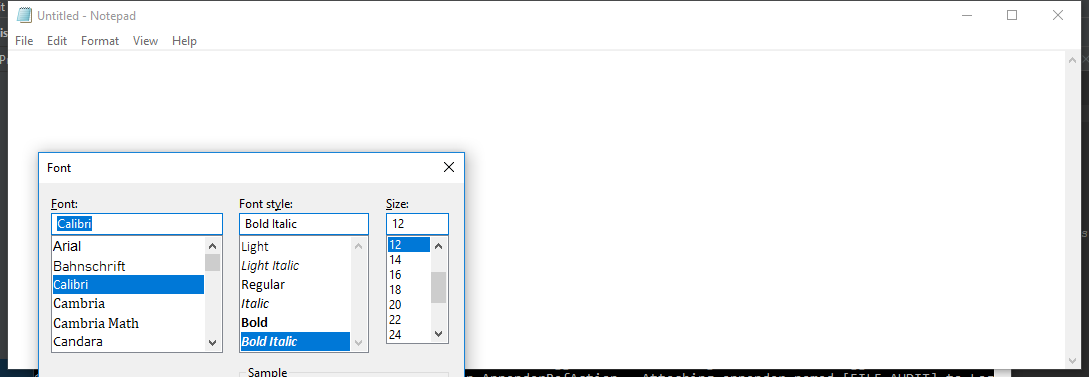 Untitled - Notepad
File Edit Format View Help
Font
Font: Font style: Size:
Calibri Bold Italic 12
Arial Light 12
Bahnschrift Light Italic 14
Calibri Regular 16
Cambria Italic 18
Cambria Math Bold 20
Candara Bold Italic 22
24
Sample
AppenderRefAction - Attaching appender named [FILE_AUDIT] to Log